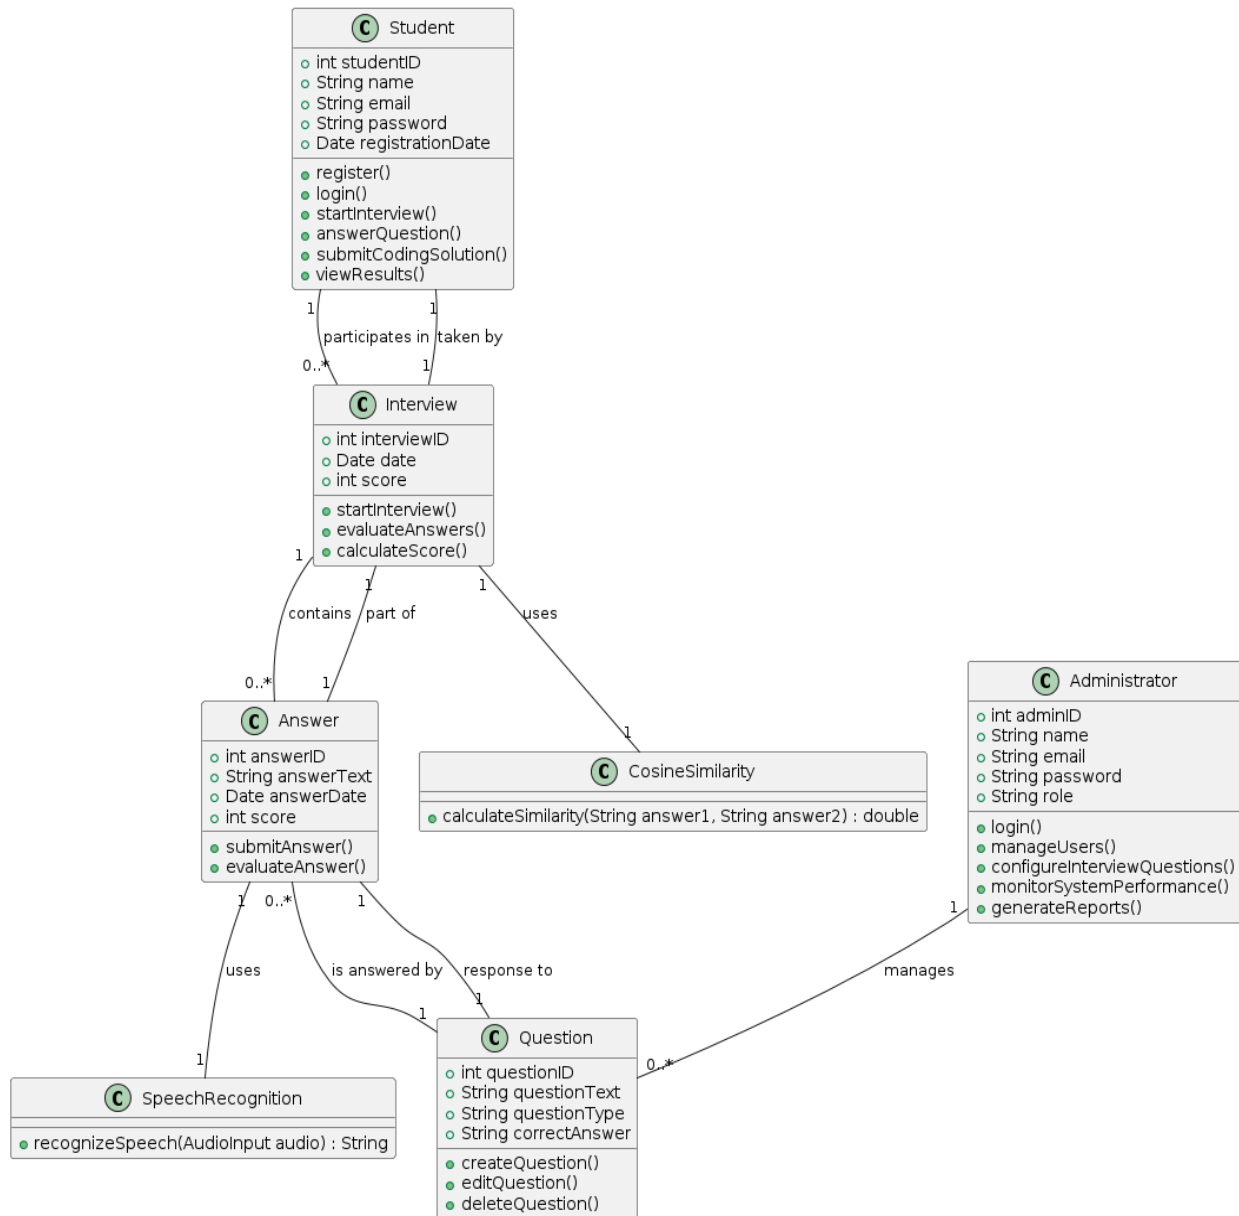 C Student
int studentID
String name
String email
String password
Date registrationDate
register()
login()
startInterview()
answerQuestion()
submitCodingSolution()
viewResults()
1
1
participates in
taken by
0..*
1
C Interview
int interviewID
Date date
int score
startInterview()
evaluateAnswers()
calculateScore()
1
1
1
contains
part of
uses
0..*
1
1
C Answer
int answerID
String answerText
Date answerDate
int score
submitAnswer()
evaluateAnswer()
C CosineSimilarity
calculateSimilarity(String answer1, String answer2) : double
C Administrator
int adminID
String name
String email
String password
String role
login()
manageUsers()
configureInterviewQuestions()
monitorSystemPerformance()
generateReports()
1
0..*
1
1
uses
is answered by
response to
manages
1
1
1
0..*
C SpeechRecognition
recognizeSpeech(AudioInput audio) : String
C Question
int questionID
String questionText
String questionType
String correctAnswer
createQuestion()
editQuestion()
deleteQuestion()